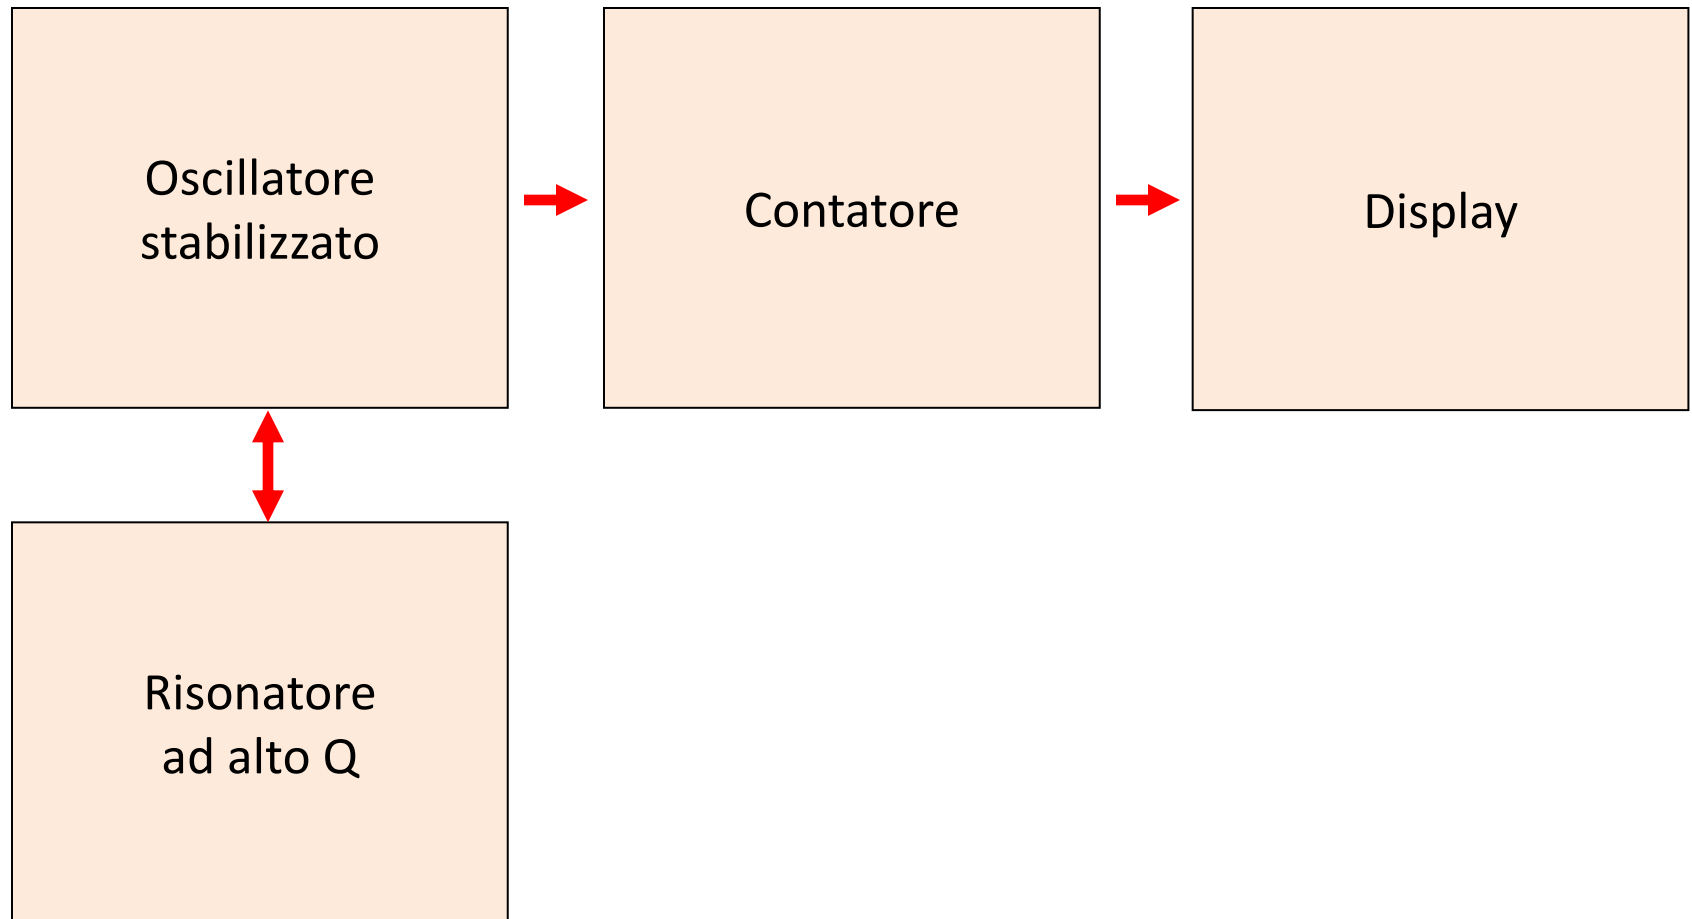 Oscillatore
stabilizzato
Contatore
Display
Risonatore
ad alto Q